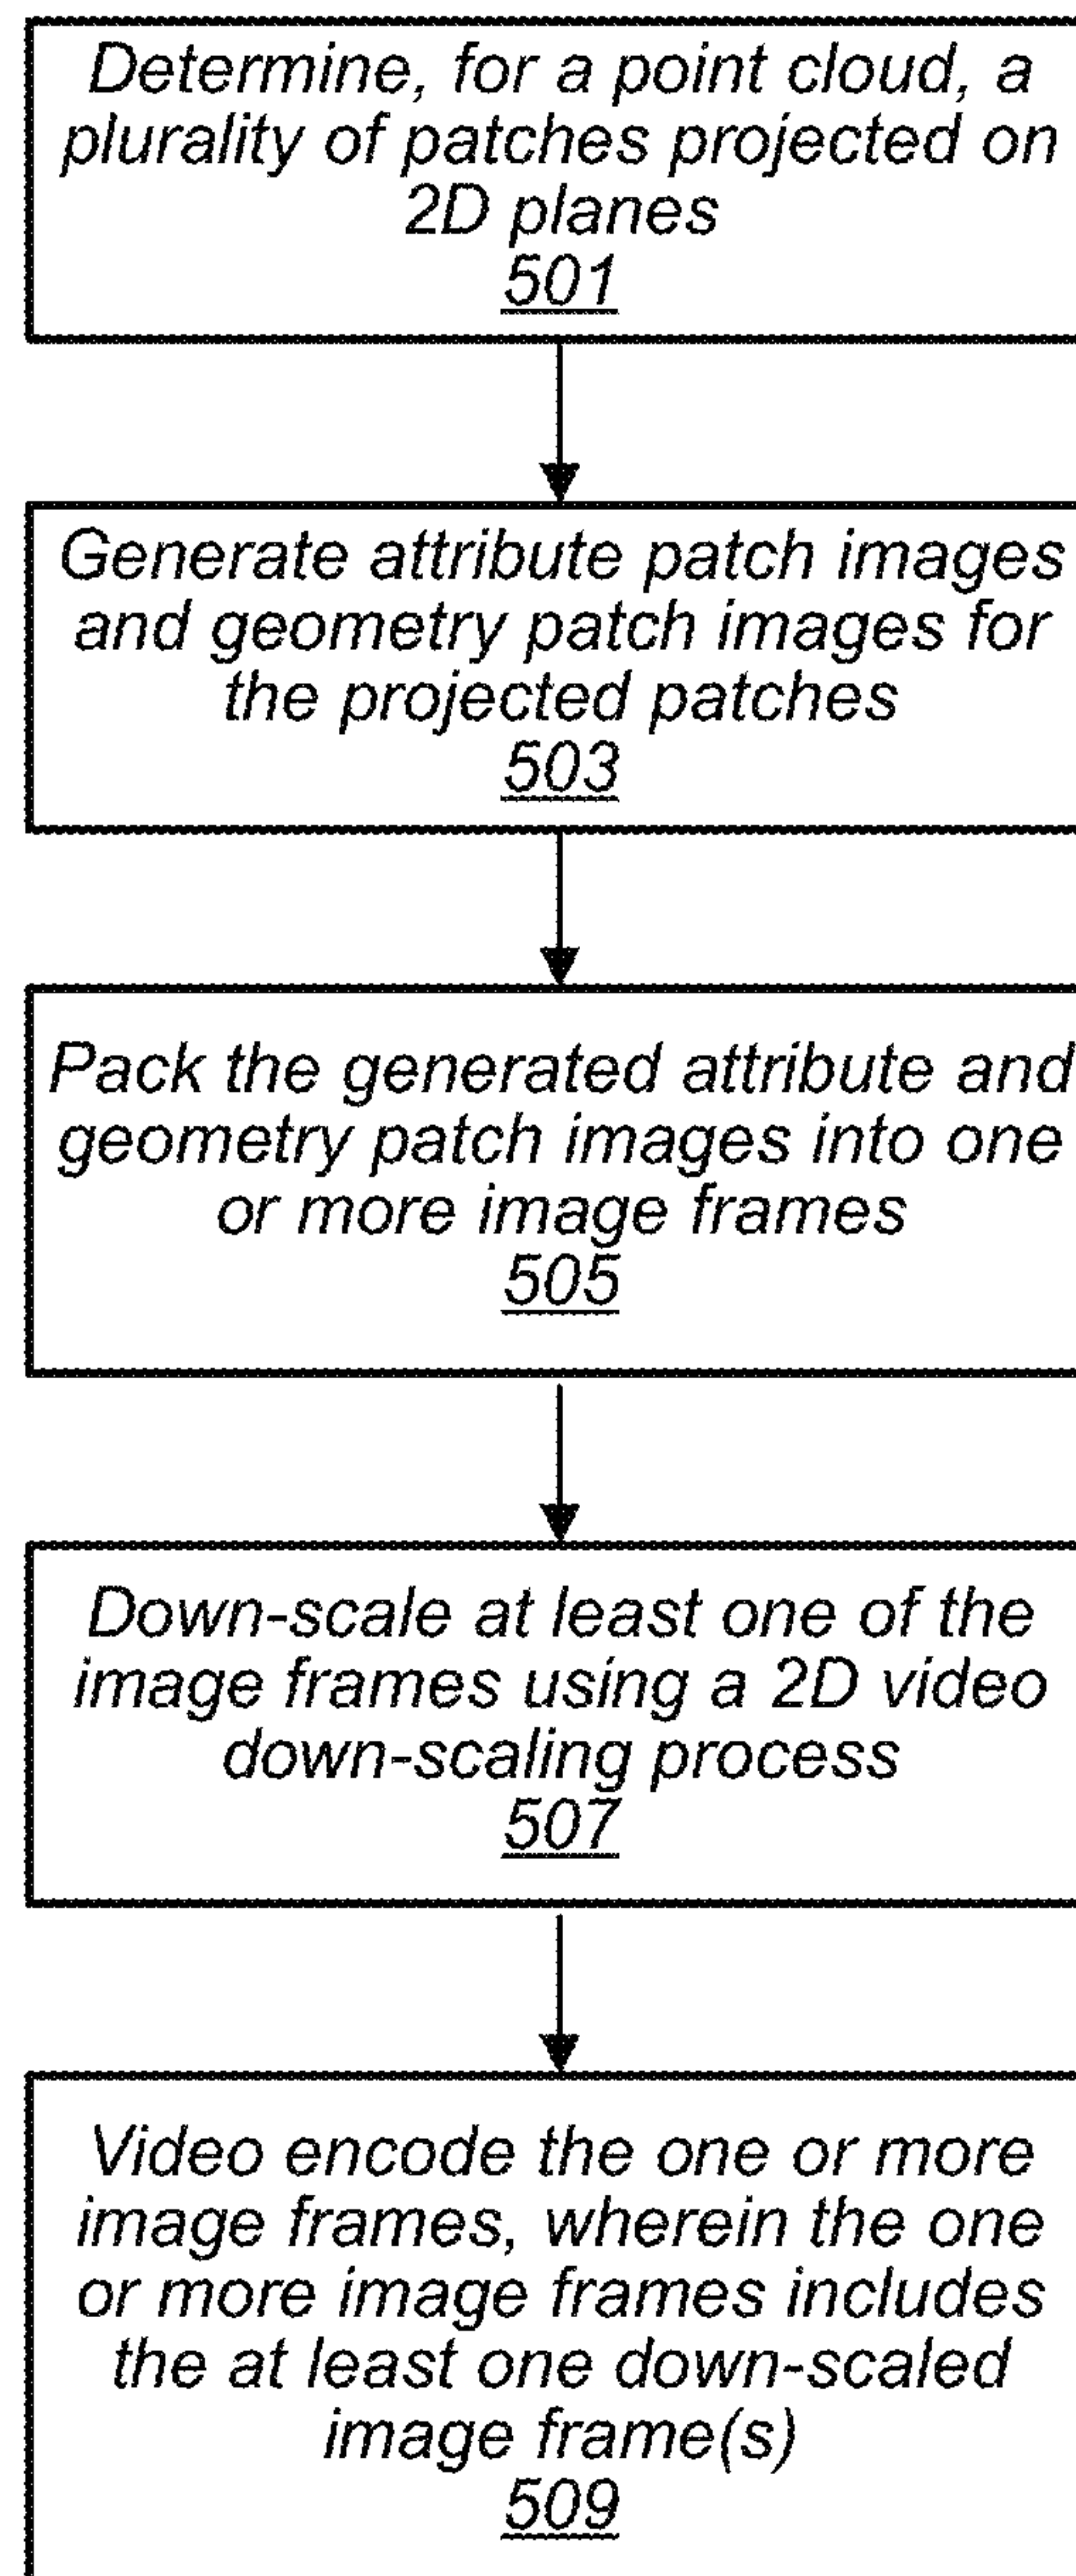 Determine, for a point cloud, a
plurality of patches projected on
2D planes
501
Generate attribute patch images
and geometry patch images for
the projected patches
503
Pack the generated attribute and
geometry patch images into one
or more image frames
505
Down-scale at least one of the
image frames using a 2D video
down-scaling process
507
Video encode the one or more
image frames, wherein the one
or more image frames includes
the at least one down-scaled
image frame(s)
509